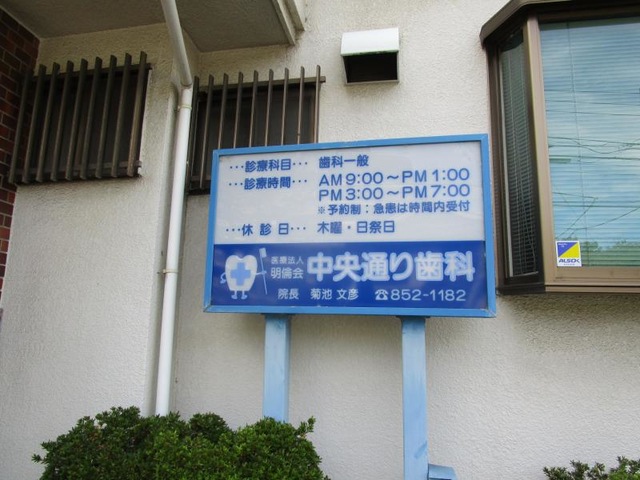 …診療科目… 歯科一般
…診療時間… AM 9:00～PM 1:00
PM 3:00～PM 7:00
※予約制：急患は時間内受付
…休 診 日… 木曜・日祭日
医療法人
明倫会 中央通り歯科
院長 菊池 文彦 ☎852-1182
ALSOK